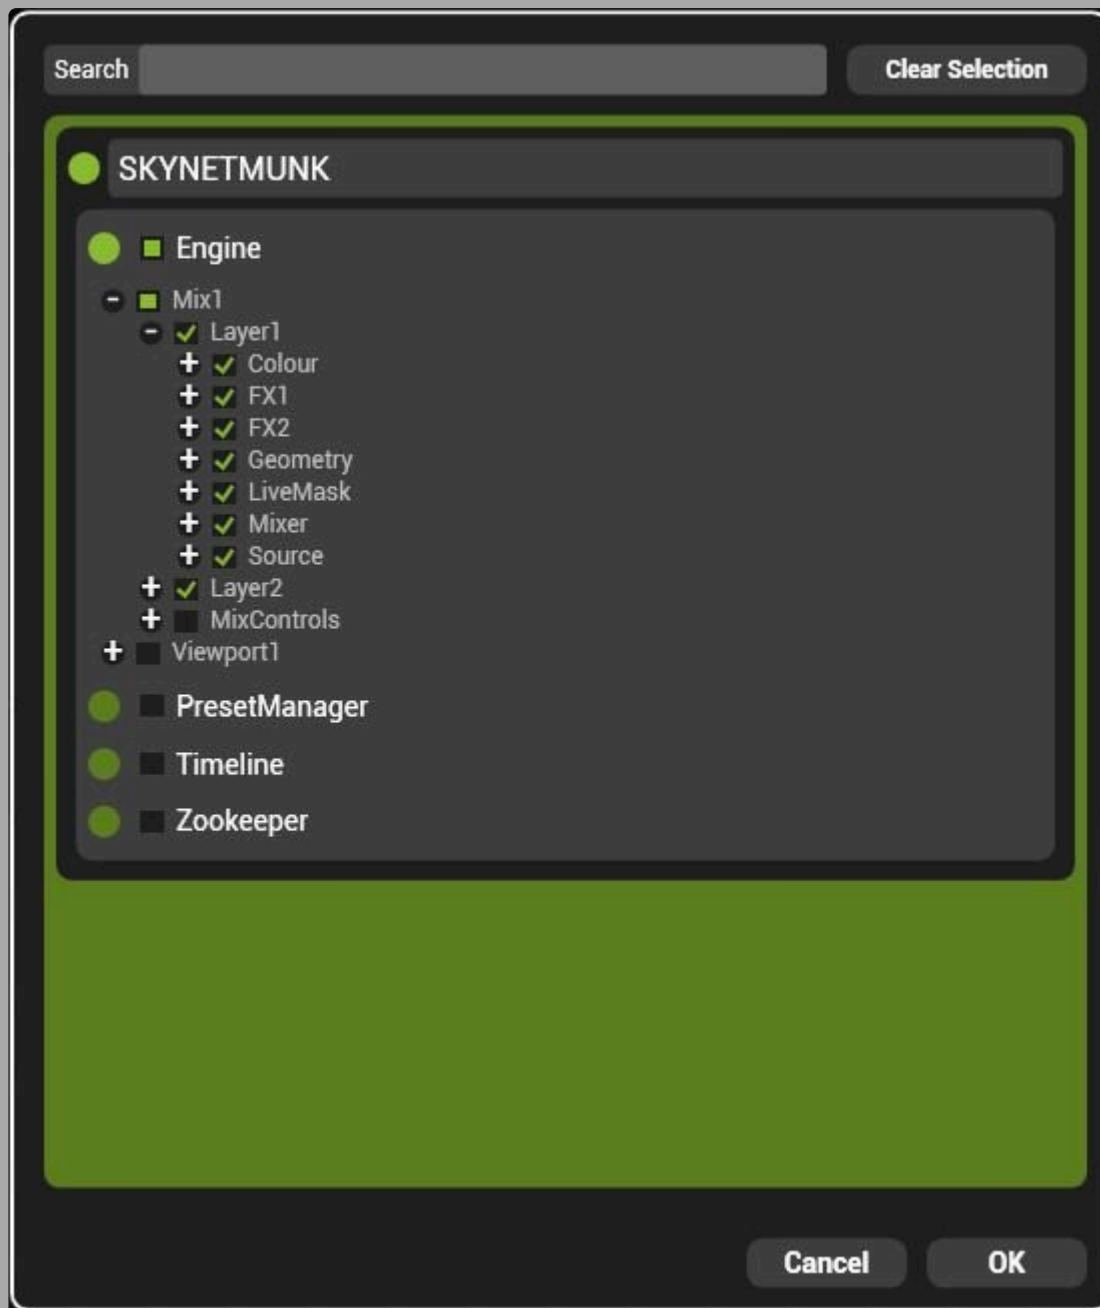 Search
Clear Selection
SKYNETMUNK
Engine
Mix1
Layer1
Colour
FX1
FX2
Geometry
LiveMask
Mixer
Source
Layer2
MixControls
Viewport1
PresetManager
Timeline
Zookeeper
Cancel
OK